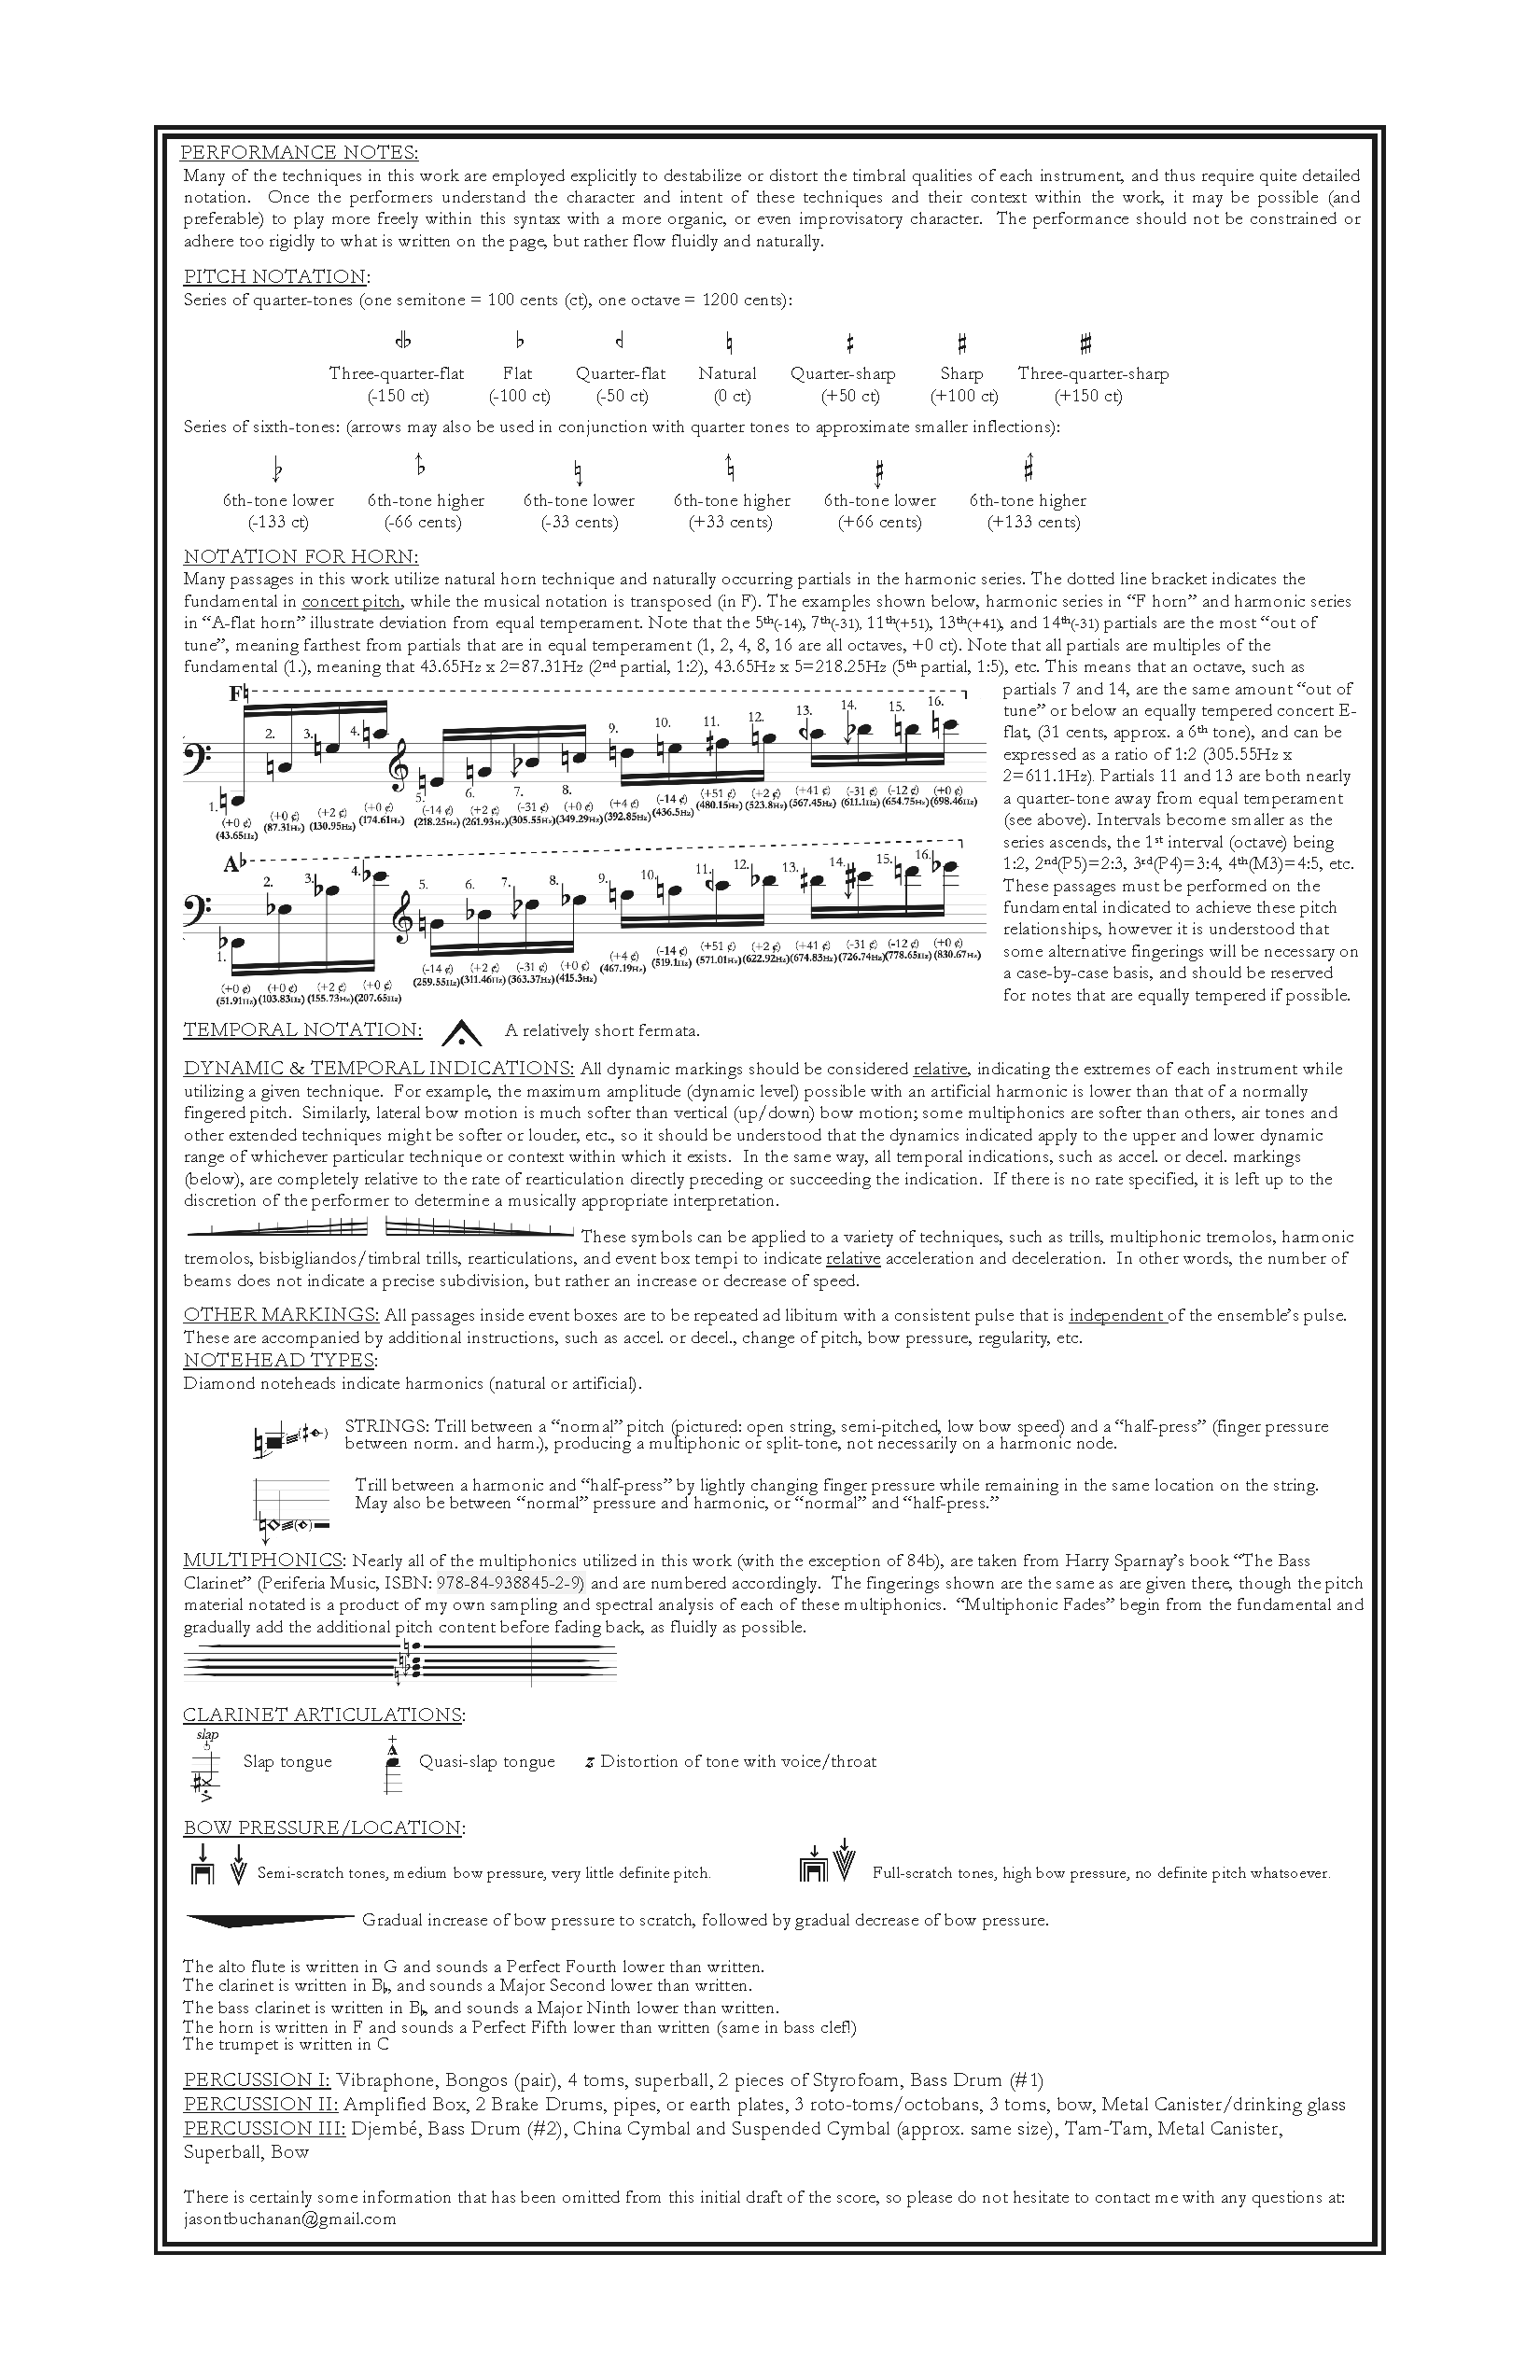 PERFORMANCE NOTES:
Many of the techniques in this work are employed explicitly to destabilize or distort the timbral qualities of each instrument, and thus require quite detailed
notation. Once the performers understand the character and intent of these techniques and their context within the work, it may be possible (and
preferable) to play more freely within this syntax with a more organic, or even improvisatory character. The performance should not be constrained or
adhere too rigidly to what is written on the page, but rather flow fluidly and naturally.
PITCH NOTATION:
Series of quarter-tones (one semitone = 100 cents (ct), one octave = 1200 cents):
Three-quarter-flat Flat Quarter-flat Natural Quarter-sharp Sharp Three-quarter-sharp
(-150 ct) (-100 ct) (-50 ct) (0 ct) (+50 ct) (+100 ct) (+150 ct)
Series of sixth-tones: (arrows may also be used in conjunction with quarter tones to approximate smaller inflections):
6th-tone lower 6th-tone higher 6th-tone lower 6th-tone higher 6th-tone lower 6th-tone higher
(-133 ct) (-66 cents) (-33 cents) (+33 cents) (+66 cents) (+133 cents)
NOTATION FOR HORN:
Many passages in this work utilize natural horn technique and naturally occurring partials in the harmonic series. The dotted line bracket indicates the
fundamental in concert pitch, while the musical notation is transposed (in F). The examples shown below, harmonic series in “F horn” and harmonic series
in “A-flat horn” illustrate deviation from equal temperament. Note that the 5th(-14), 7th(-31), 11th(+51), 13th(+41), and 14th(-31) partials are the most “out of
tune”, meaning farthest from partials that are in equal temperament (1, 2, 4, 8, 16 are all octaves, +0 ct). Note that all partials are multiples of the
fundamental (1.), meaning that 43.65Hz x 2=87.31Hz (2nd partial, 1:2), 43.65Hz x 5=218.25Hz (5th partial, 1:5), etc. This means that an octave, such as
partials 7 and 14, are the same amount “out of
tune” or below an equally tempered concert E-
flat, (31 cents, approx. a 6th tone), and can be
expressed as a ratio of 1:2 (305.55Hz x
2=611.1Hz). Partials 11 and 13 are both nearly
a quarter-tone away from equal temperament
(see above). Intervals become smaller as the
series ascends, the 1st interval (octave) being
1:2, 2nd(P5)=2:3, 3rd(P4)=3:4, 4th(M3)=4:5, etc.
These passages must be performed on the
fundamental indicated to achieve these pitch
relationships, however it is understood that
some alternative fingerings will be necessary on
a case-by-case basis, and should be reserved
for notes that are equally tempered if possible.
F♮
1. 2. 3. 4. 5. 6. 7. 8. 9. 10. 11. 12. 13. 14. 15. 16.
(+0 ¢) (+0 ¢) (+2 ¢) (+0 ¢) (-14 ¢) (+2 ¢) (-31 ¢) (+0 ¢) (+4 ¢) (-14 ¢) (+51 ¢) (+2 ¢) (+41 ¢) (-31 ¢) (-12 ¢) (+0 ¢)
(43.65Hz) (87.31Hz) (130.95Hz) (174.61Hz) (218.25Hz) (261.93Hz) (305.55Hz) (349.29Hz) (392.85Hz) (436.5Hz) (480.15Hz) (523.8Hz) (567.45Hz) (611.1Hz) (654.75Hz) (698.46Hz)
A♭
1. 2. 3. 4. 5. 6. 7. 8. 9. 10. 11. 12. 13. 14. 15. 16.
(+0 ¢) (+0 ¢) (+2 ¢) (+0 ¢) (-14 ¢) (+2 ¢) (-31 ¢) (+0 ¢) (+4 ¢) (-14 ¢) (+51 ¢) (+2 ¢) (+41 ¢) (-31 ¢) (-12 ¢) (+0 ¢)
(51.91Hz) (103.83Hz) (155.73Hz) (207.65Hz) (259.55Hz) (311.46Hz) (363.37Hz) (415.3Hz) (467.19Hz) (519.1Hz) (571.01Hz) (622.92Hz) (674.83Hz) (726.74Hz) (778.65Hz) (830.67Hz)
TEMPORAL NOTATION: A relatively short fermata.
DYNAMIC & TEMPORAL INDICATIONS: All dynamic markings should be considered relative, indicating the extremes of each instrument while
utilizing a given technique. For example, the maximum amplitude (dynamic level) possible with an artificial harmonic is lower than that of a normally
fingered pitch. Similarly, lateral bow motion is much softer than vertical (up/down) bow motion; some multiphonics are softer than others, air tones and
other extended techniques might be softer or louder, etc., so it should be understood that the dynamics indicated apply to the upper and lower dynamic
range of whichever particular technique or context within which it exists. In the same way, all temporal indications, such as accel. or decel. markings
(below), are completely relative to the rate of rearticulation directly preceding or succeeding the indication. If there is no rate specified, it is left up to the
discretion of the performer to determine a musically appropriate interpretation.
These symbols can be applied to a variety of techniques, such as trills, multiphonic tremolos, harmonic
tremolos, bisbigliandos/timbral trills, rearticulations, and event box tempi to indicate relative acceleration and deceleration. In other words, the number of
beams does not indicate a precise subdivision, but rather an increase or decrease of speed.
OTHER MARKINGS: All passages inside event boxes are to be repeated ad libitum with a consistent pulse that is independent of the ensemble’s pulse.
These are accompanied by additional instructions, such as accel. or decel., change of pitch, bow pressure, regularity, etc.
NOTEHEAD TYPES:
Diamond noteheads indicate harmonics (natural or artificial).
STRINGS: Trill between a “normal” pitch (pictured: open string, semi-pitched, low bow speed) and a “half-press” (finger pressure
between norm. and harm.), producing a multiphonic or split-tone, not necessarily on a harmonic node.
Trill between a harmonic and “half-press” by lightly changing finger pressure while remaining in the same location on the string.
May also be between “normal” pressure and harmonic, or “normal” and “half-press.”
MULTIPHONICS: Nearly all of the multiphonics utilized in this work (with the exception of 84b), are taken from Harry Sparnay’s book “The Bass
Clarinet” (Periferia Music, ISBN: 978-84-938845-2-9) and are numbered accordingly. The fingerings shown are the same as are given there, though the pitch
material notated is a product of my own sampling and spectral analysis of each of these multiphonics. “Multiphonic Fades” begin from the fundamental and
gradually add the additional pitch content before fading back, as fluidly as possible.
CLARINET ARTICULATIONS:
slap
Slap tongue Quasi-slap tongue z Distortion of tone with voice/throat
BOW PRESSURE/LOCATION:
Semi-scratch tones, medium bow pressure, very little definite pitch. Full-scratch tones, high bow pressure, no definite pitch whatsoever.
Gradual increase of bow pressure to scratch, followed by gradual decrease of bow pressure.
The alto flute is written in G and sounds a Perfect Fourth lower than written.
The clarinet is written in B♭, and sounds a Major Second lower than written.
The bass clarinet is written in B♭, and sounds a Major Ninth lower than written.
The horn is written in F and sounds a Perfect Fifth lower than written (same in bass clef!)
The trumpet is written in C
PERCUSSION I: Vibraphone, Bongos (pair), 4 toms, superball, 2 pieces of Styrofoam, Bass Drum (#1)
PERCUSSION II: Amplified Box, 2 Brake Drums, pipes, or earth plates, 3 roto-toms/octobans, 3 toms, bow, Metal Canister/drinking glass
PERCUSSION III: Djembé, Bass Drum (#2), China Cymbal and Suspended Cymbal (approx. same size), Tam-Tam, Metal Canister,
Superball, Bow
There is certainly some information that has been omitted from this initial draft of the score, so please do not hesitate to contact me with any questions at:
jasontbuchanan@gmail.com